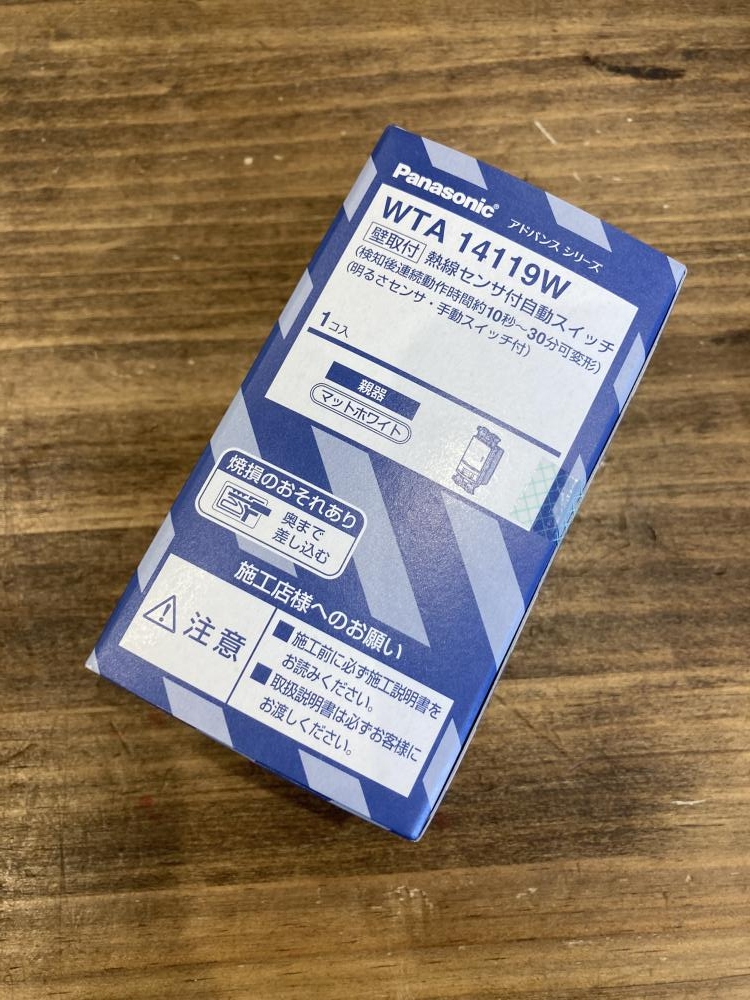 Panasonic® アドバンスシリーズ
WTA 14119W
壁取付 熱線センサ付自動スイッチ
(検知後連続動作時間約10秒〜30分可変形)
(明るさセンサ・手動スイッチ付)
1コ入
親器
マットホワイト
焼損のおそれあり
奥まで
差し込む
施工店様へのお願い
注意
■施工前に必ず施工説明書を
お読みください。
■取扱説明書は必ずお客様に
お渡しください。